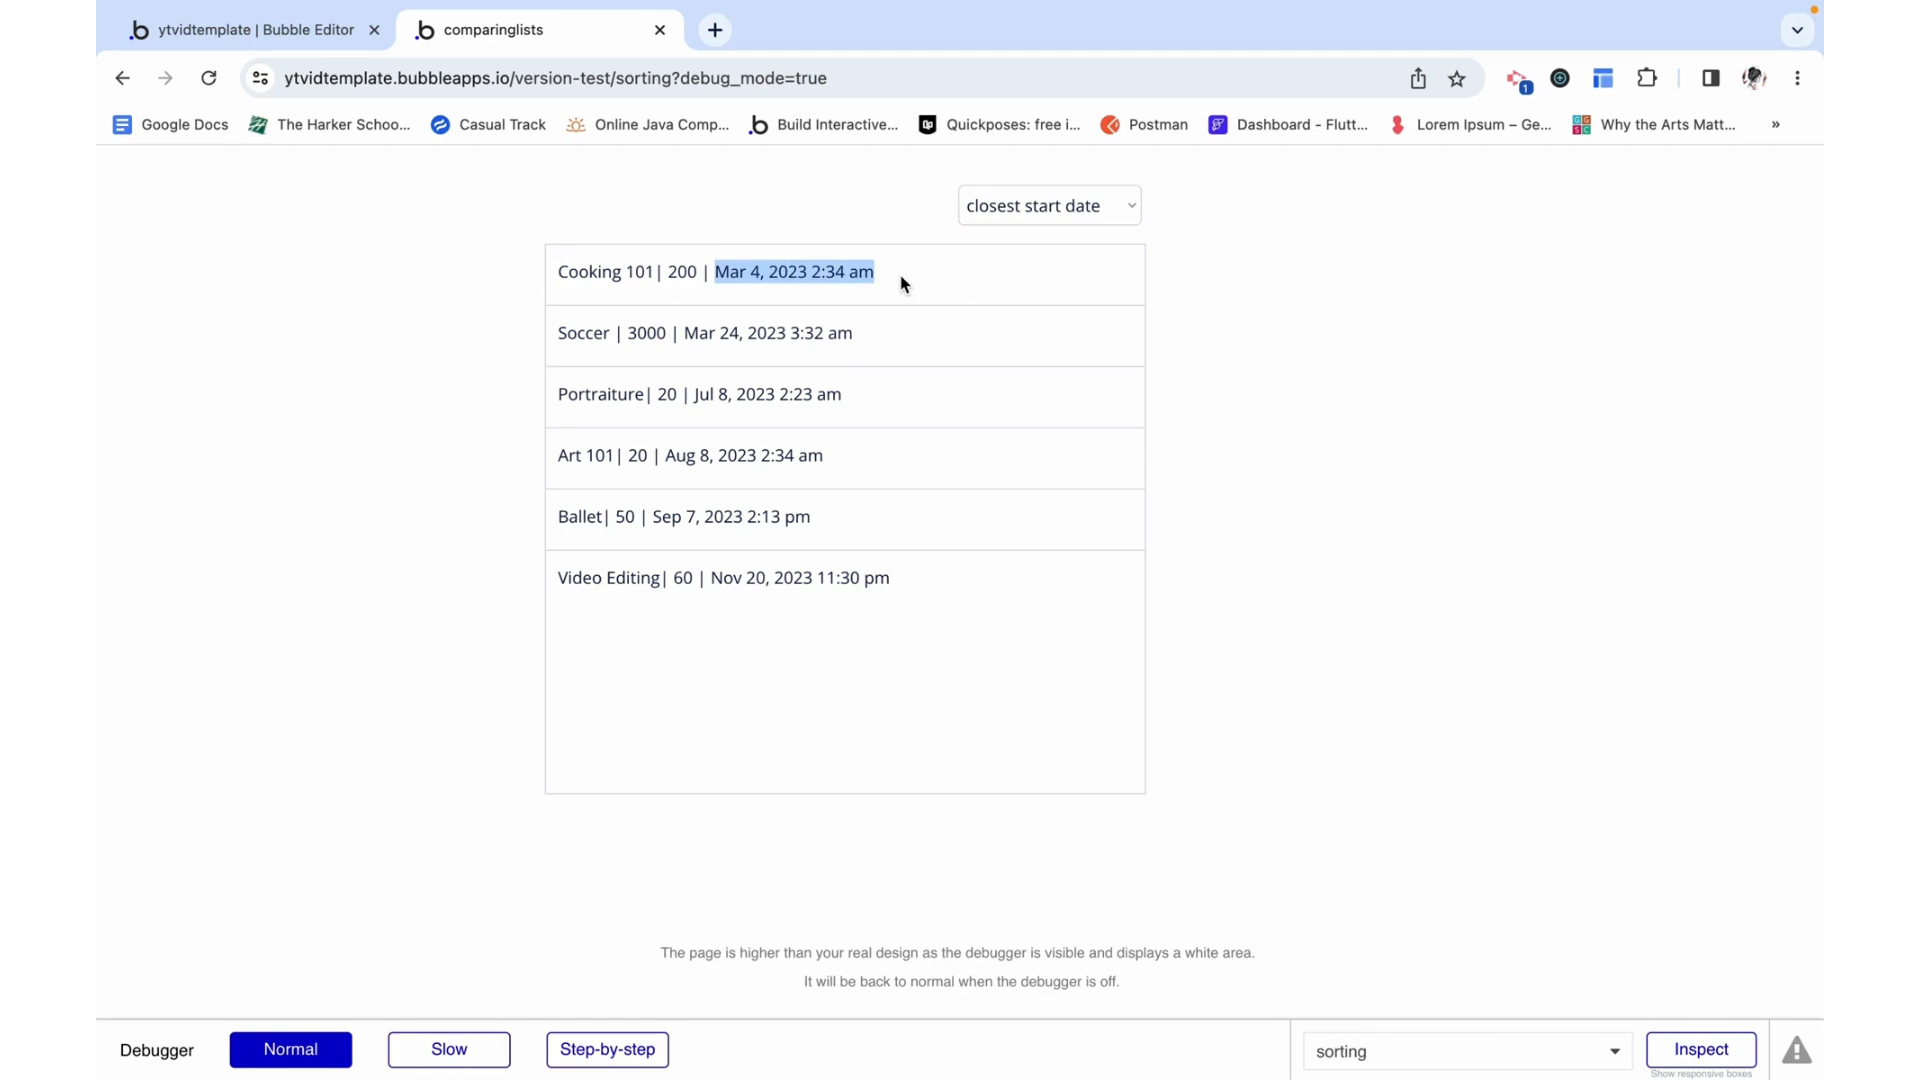 ytvidtemplate | Bubble Editor
comparinglists
ytvidtemplate.bubbleapps.io/version-test/sorting?debug_mode=true
1
Google Docs
The Harker Schoo...
Casual Track
Online Java Comp...
Build Interactive...
Quickposes: free i...
Postman
Dashboard - Flutt...
Lorem Ipsum – Ge...
Why the Arts Matt...
»
closest start date
Cooking 101| 200 | Mar 4, 2023 2:34 am
Soccer | 3000 | Mar 24, 2023 3:32 am
Portraiture| 20 | Jul 8, 2023 2:23 am
Art 101| 20 | Aug 8, 2023 2:34 am
Ballet| 50 | Sep 7, 2023 2:13 pm
Video Editing| 60 | Nov 20, 2023 11:30 pm
The page is higher than your real design as the debugger is visible and displays a white area.
It will be back to normal when the debugger is off.
Debugger
Normal
Slow
Step-by-step
sorting
Inspect
Show responsive boxes